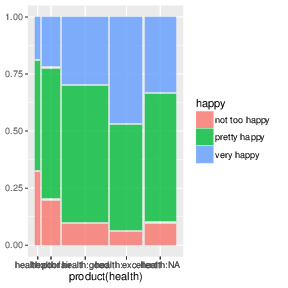 1.00
0.75
0.50
0.25
0.00
health:good health:excellent health:NA
product(health)
happy
not too happy
pretty happy
very happy